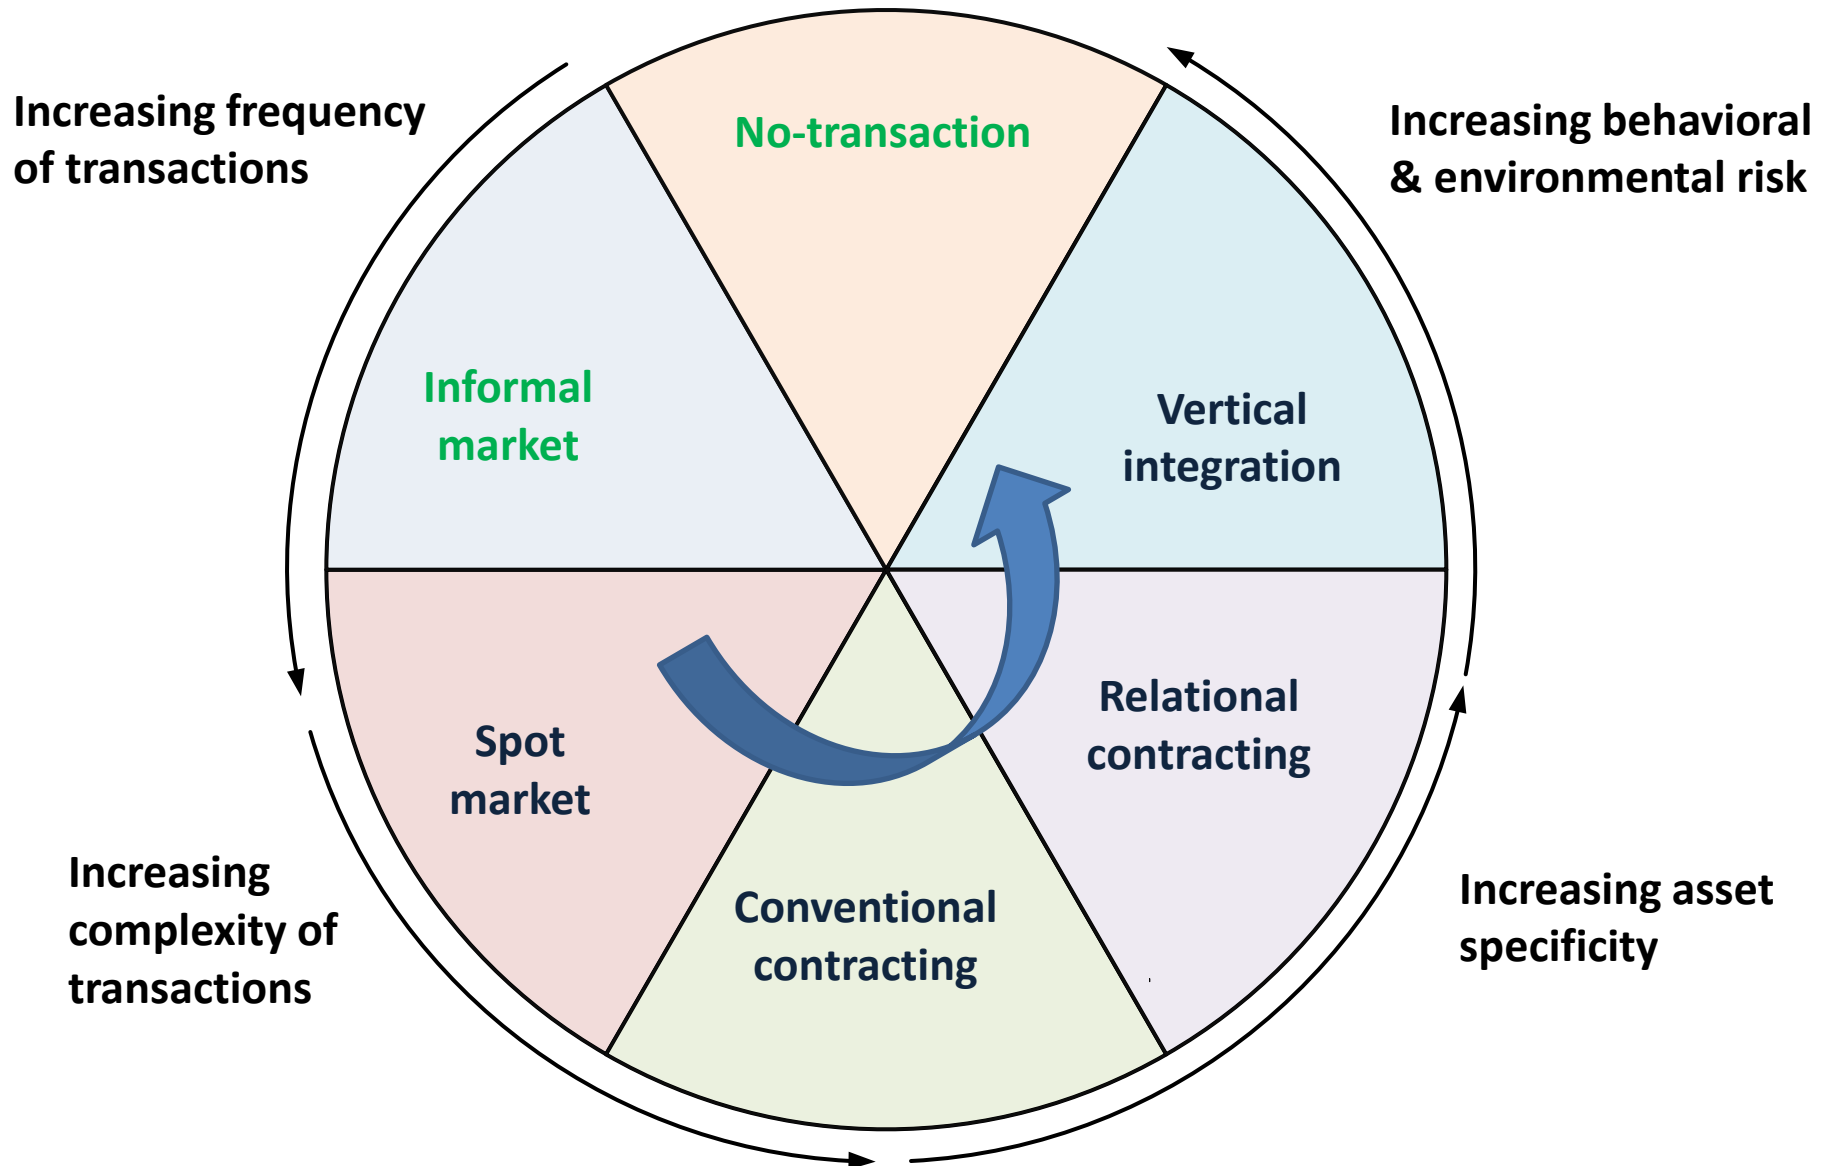 Increasing frequency
of transactions
No-transaction
Increasing behavioral
& environmental risk
Informal
market
Vertical
integration
Spot
market
Relational
contracting
Increasing
complexity of
transactions
Conventional
contracting
Increasing asset
specificity